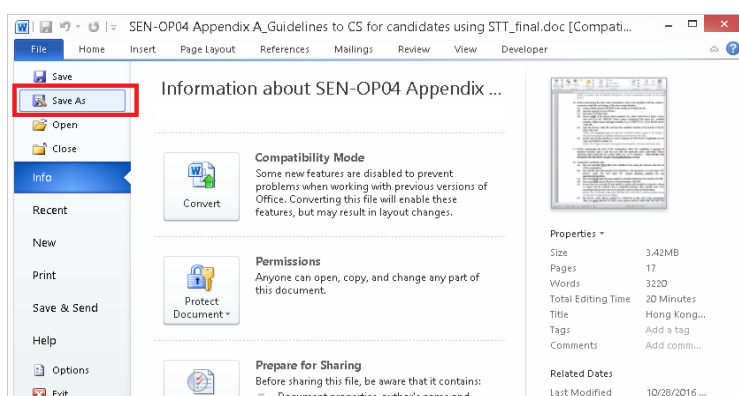 SEN-OP04 Appendix A_Guidelines to CS for candidates using STT_final.doc [Compati...
File Home Insert Page Layout References Mailings Review View Developer
Save
Save As
Open
Close
Info
Recent
New
Print
Save & Send
Help
Options
Exit
Information about SEN-OP04 Appendix ...
Convert
Compatibility Mode
Some new features are disabled to prevent
problems when working with previous versions of
Office. Converting this file will enable these
features, but may result in layout changes.
Protect
Document
Permissions
Anyone can open, copy, and change any part of
this document.
Prepare for Sharing
Before sharing this file, be aware that it contains:
Document properties, author's name and
Properties
Size 3.42MB
Pages 17
Words 3220
Total Editing Time 20 Minutes
Title Hong Kong...
Tags Add a tag
Comments Add comm...
Related Dates
Last Modified 10/28/2016 ...